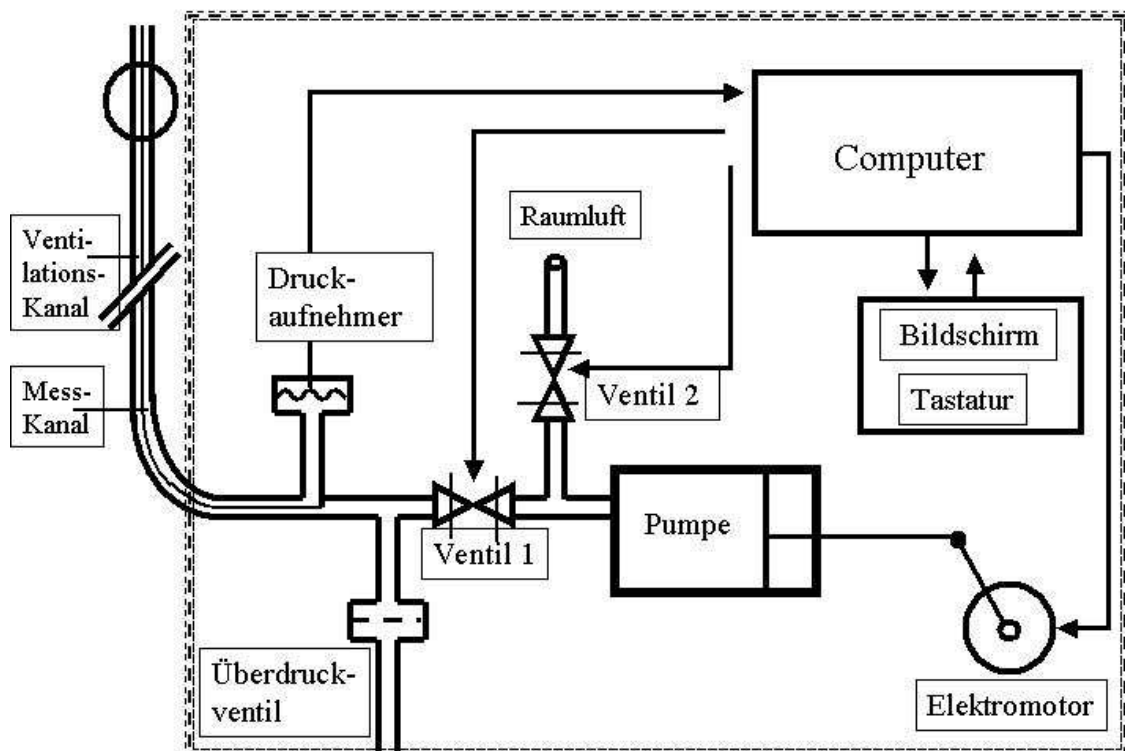 Computer
Raumluft
Venti-
lations-
Kanal
Druck-
aufnehmer
Bildschirm
Tastatur
Ventil 2
Mess-
Kanal
Pumpe
Ventil 1
Überdruck-
ventil
Elektromotor